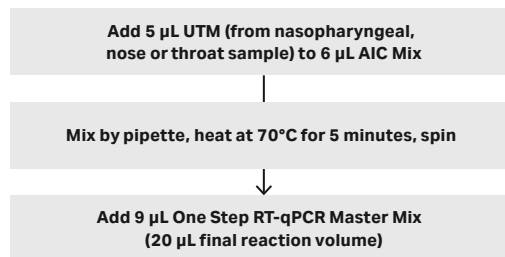 Add 5 µL UTM (from nasopharyngeal,
nose or throat sample) to 6 µL AIC Mix
Mix by pipette, heat at 70°C for 5 minutes, spin
Add 9 µL One Step RT-qPCR Master Mix
(20 µL final reaction volume)